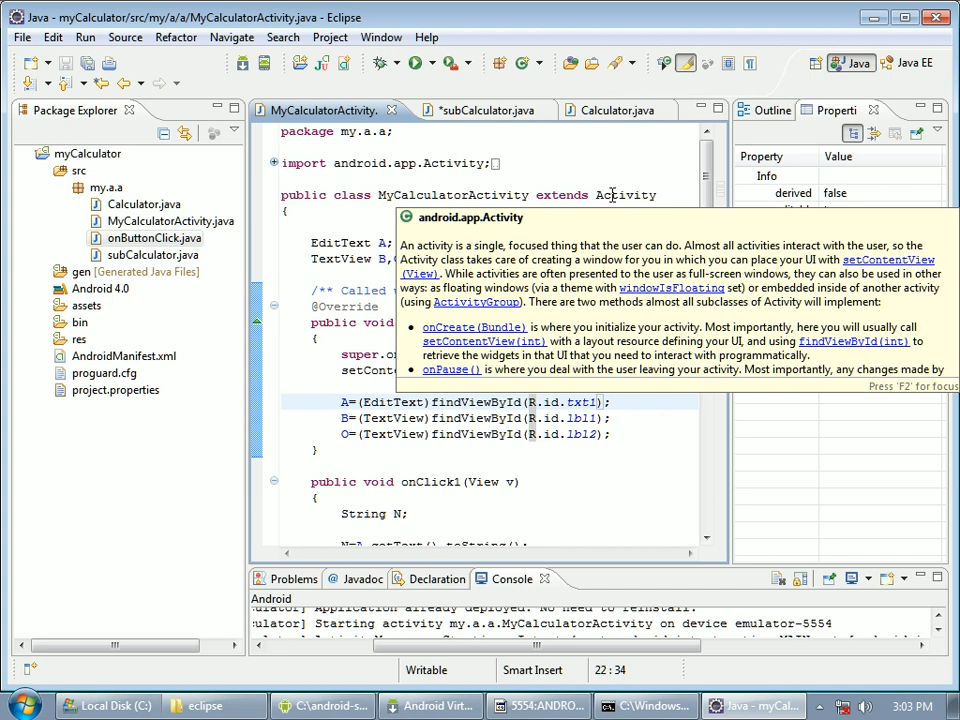 Java - myCalculator/src/my/a/a/MyCalculatorActivity.java - Eclipse
File Edit Run Source Refactor Navigate Search Project Window Help
Java Java EE
Package Explorer
MyCalculatorActivity. *subCalculator.java Calculator.java
Outline Properti
myCalculator
src
my.a.a
Calculator.java
MyCalculatorActivity.java
onButtonClick.java
subCalculator.java
gen [Generated Java Files]
Android 4.0
assets
bin
res
AndroidManifest.xml
proguard.cfg
project.properties
package my.a.a;
import android.app.Activity;
public class MyCalculatorActivity extends Activity
{
EditText A;
TextView B,
/** Called
@Override
public void
{
super.on
setConte
A=(EditText)findViewById(R.id.txt1);
B=(TextView)findViewById(R.id.lbl1);
O=(TextView)findViewById(R.id.lbl2);
}
public void onClick1(View v)
{
String N;
N=A.getText().toString();
android.app.Activity
An activity is a single, focused thing that the user can do. Almost all activities interact with the user, so the
Activity class takes care of creating a window for you in which you can place your UI with setContentView
(View). While activities are often presented to the user as full-screen windows, they can also be used in other
ways: as floating windows (via a theme with windowIsFloating set) or embedded inside of another activity
(using ActivityGroup). There are two methods almost all subclasses of Activity will implement:
• onCreate(Bundle) is where you initialize your activity. Most importantly, here you will usually call
setContentView(int) with a layout resource defining your UI, and using findViewById(int) to
retrieve the widgets in that UI that you need to interact with programmatically.
• onPause() is where you deal with the user leaving your activity. Most importantly, any changes made by
Press 'F2' for focus
Property Value
Info
derived false
Problems Javadoc Declaration Console
Android
culator] Application already deployed. No need to reinstall.
culator] Starting activity my.a.a.MyCalculatorActivity on device emulator-5554
Writable Smart Insert 22 : 34
Local Disk (C:) eclipse C:\android-s... Android Virt... 5554:ANDRO... C:\Windows... Java - myCal... 3:03 PM